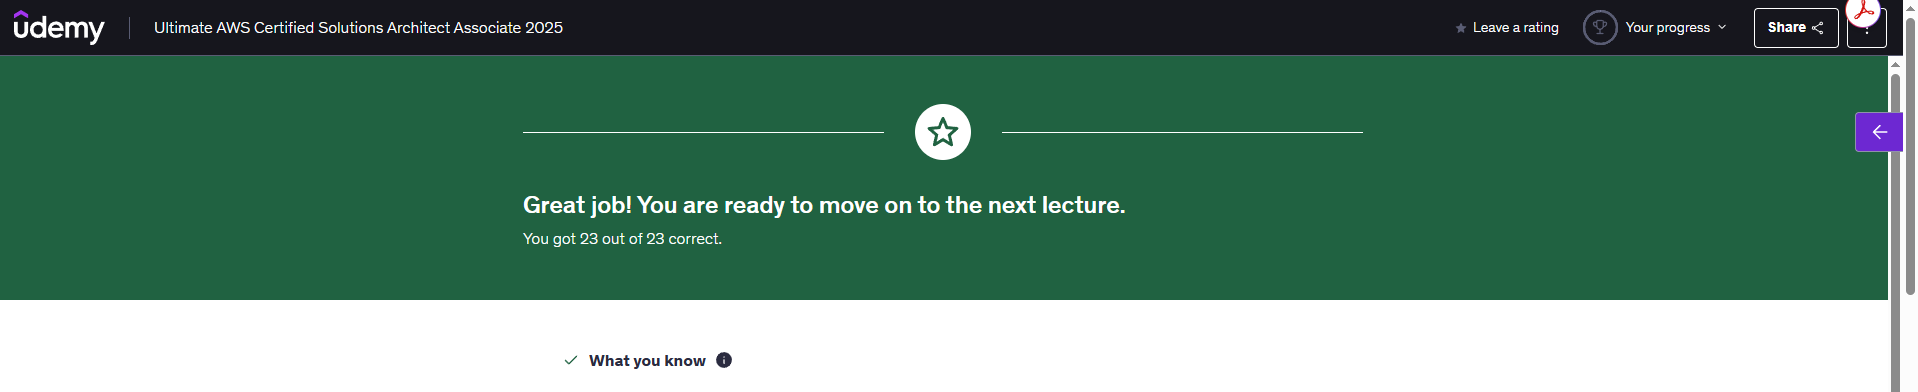 udemy
Ultimate AWS Certified Solutions Architect Associate 2025
Leave a rating
Your progress
Share
Great job! You are ready to move on to the next lecture.
You got 23 out of 23 correct.
What you know